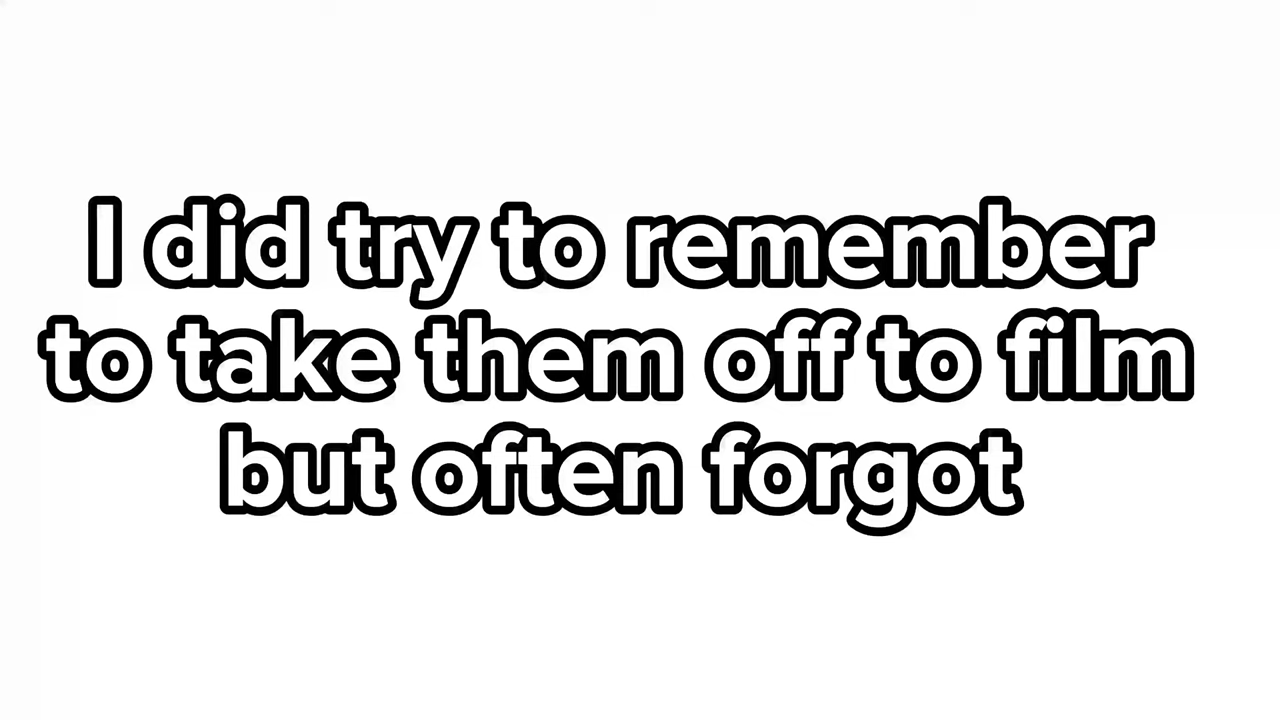 I did try to remember
to take them off to film
but often forgot